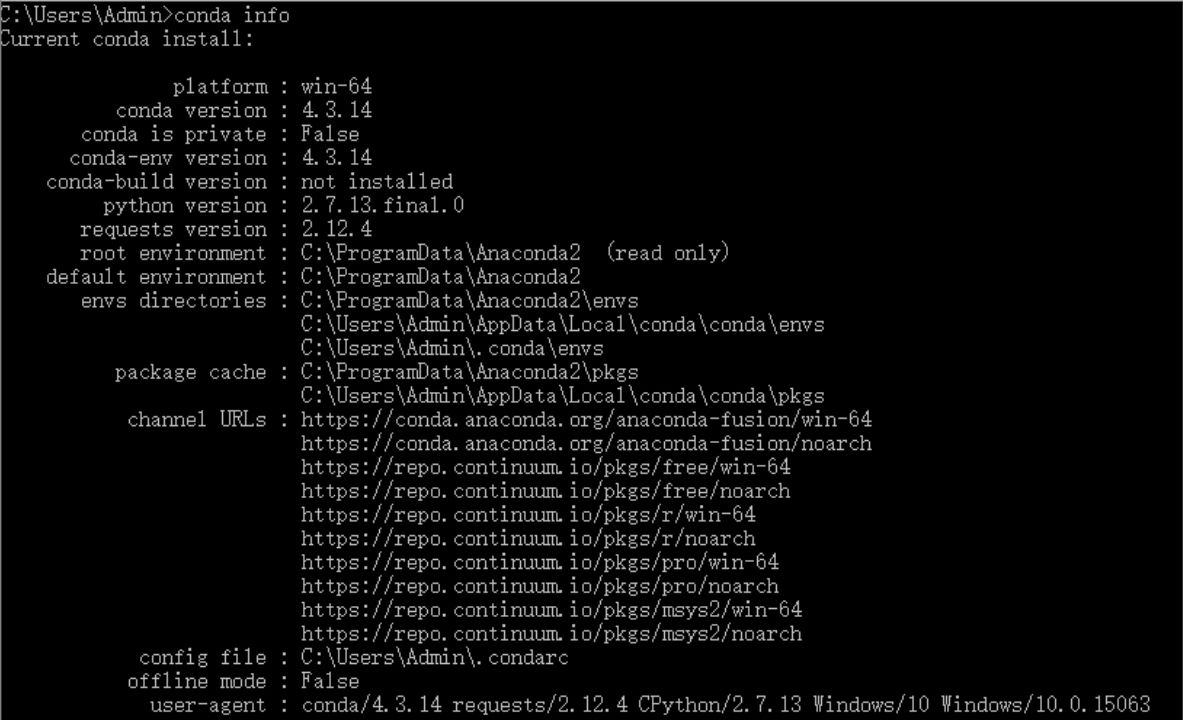 C:\Users\Admin>conda info
Current conda install:
platform : win-64
conda version : 4.3.14
conda is private : False
conda-env version : 4.3.14
conda-build version : not installed
python version : 2.7.13.final.0
requests version : 2.12.4
root environment : C:\ProgramData\Anaconda2  (read only)
default environment : C:\ProgramData\Anaconda2
envs directories : C:\ProgramData\Anaconda2\envs
C:\Users\Admin\AppData\Local\conda\conda\envs
C:\Users\Admin\.conda\envs
package cache : C:\ProgramData\Anaconda2\pkgs
C:\Users\Admin\AppData\Local\conda\conda\pkgs
channel URLs : https://conda.anaconda.org/anaconda-fusion/win-64
https://conda.anaconda.org/anaconda-fusion/noarch
https://repo.continuum.io/pkgs/free/win-64
https://repo.continuum.io/pkgs/free/noarch
https://repo.continuum.io/pkgs/r/win-64
https://repo.continuum.io/pkgs/r/noarch
https://repo.continuum.io/pkgs/pro/win-64
https://repo.continuum.io/pkgs/pro/noarch
https://repo.continuum.io/pkgs/msys2/win-64
https://repo.continuum.io/pkgs/msys2/noarch
config file : C:\Users\Admin\.condarc
offline mode : False
user-agent : conda/4.3.14 requests/2.12.4 CPython/2.7.13 Windows/10 Windows/10.0.15063